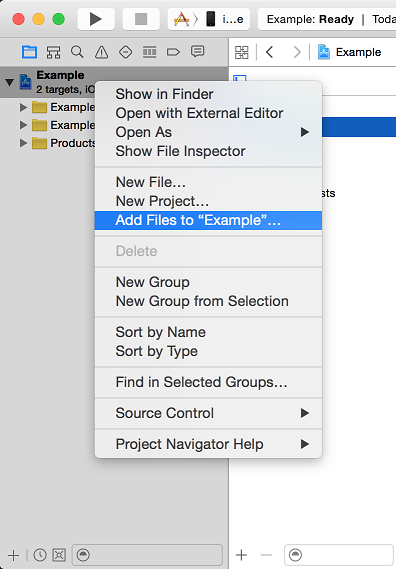 i...e
Example: Ready | Toda
Example
Example
2 targets, iO
Example
Example
Products
Show in Finder
Open with External Editor
Open As
Show File Inspector
New File…
New Project…
Add Files to “Example”…
Delete
New Group
New Group from Selection
Sort by Name
Sort by Type
Find in Selected Groups…
Source Control
Project Navigator Help
sts